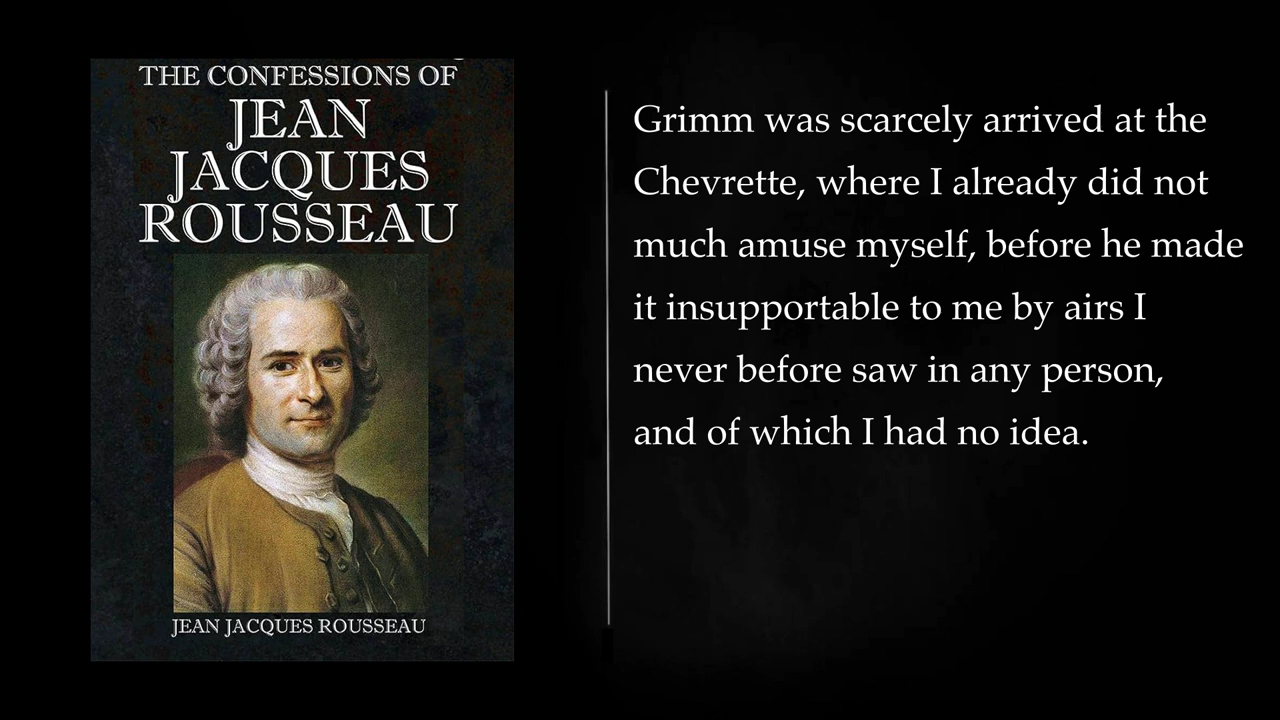 THE CONFESSIONS OF
JEAN
JACQUES
ROUSSEAU
JEAN JACQUES ROUSSEAU
Grimm was scarcely arrived at the
Chevrette, where I already did not
much amuse myself, before he made
it insupportable to me by airs I
never before saw in any person,
and of which I had no idea.